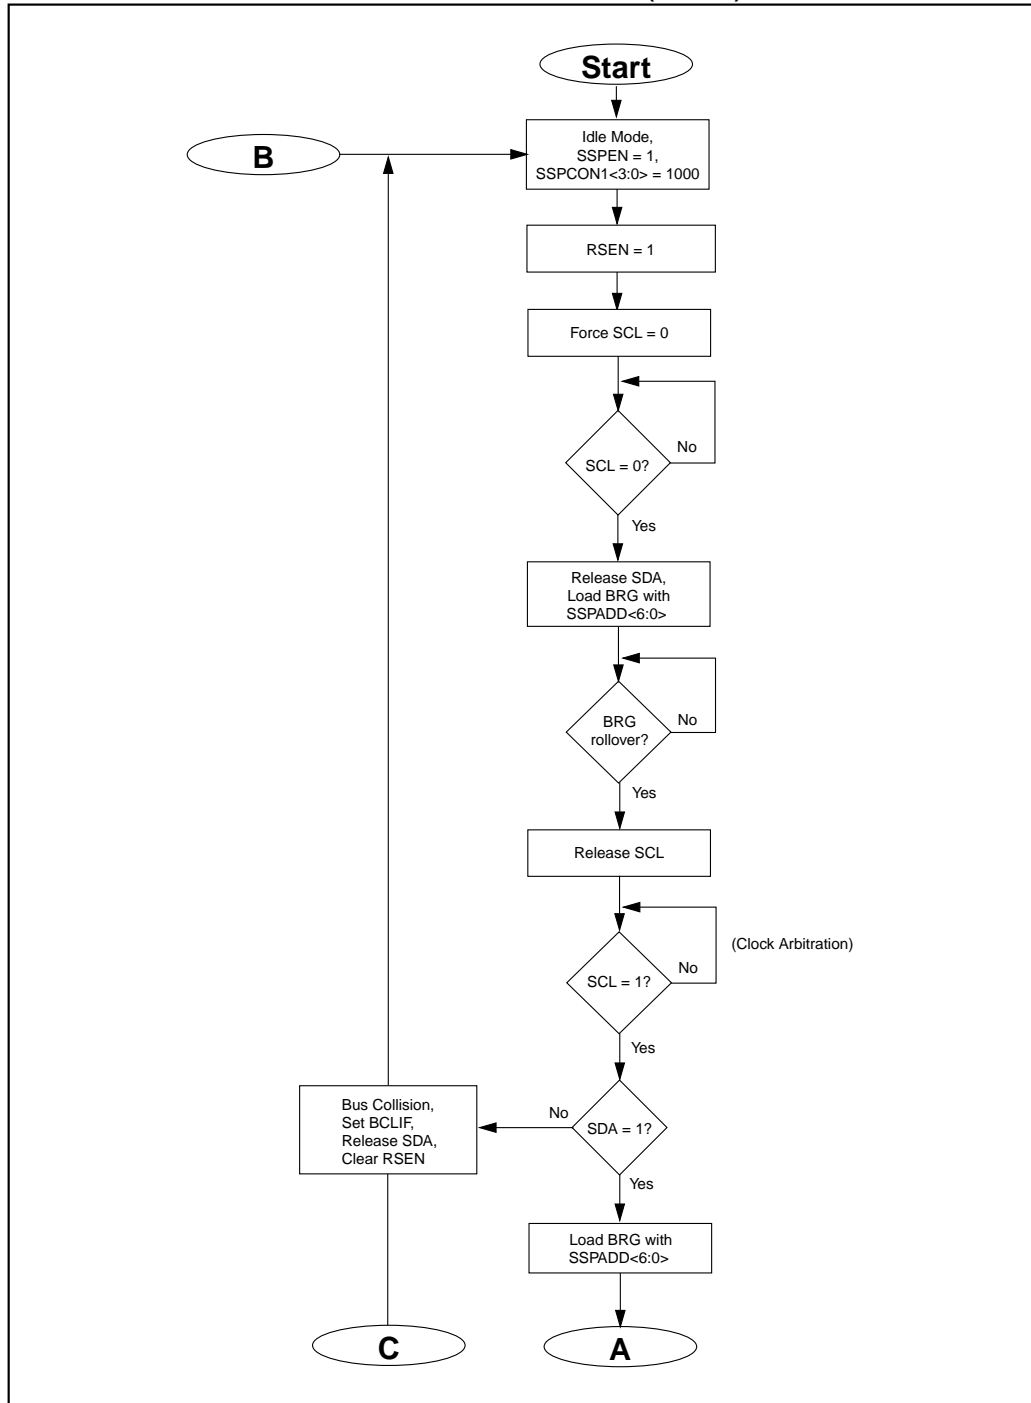 Start
B
Idle Mode,
SSPEN = 1,
SSPCON1<3:0> = 1000
RSEN = 1
Force SCL = 0
SCL = 0?
No
Yes
Release SDA,
Load BRG with
SSPADD<6:0>
BRG
rollover?
No
Yes
Release SCL
(Clock Arbitration)
SCL = 1?
No
Yes
Bus Collision,
Set BCLIF,
Release SDA,
Clear RSEN
No
SDA = 1?
Yes
Load BRG with
SSPADD<6:0>
C
A